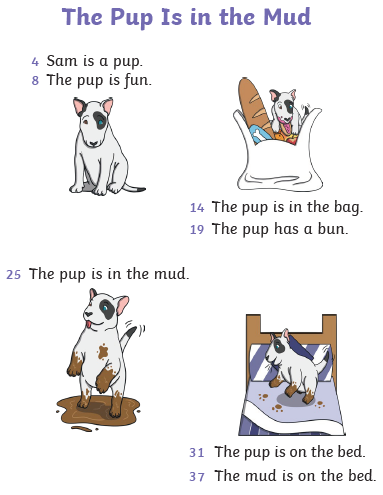 The Pup Is in the Mud
4 Sam is a pup.
8 The pup is fun.
14 The pup is in the bag.
19 The pup has a bun.
25 The pup is in the mud.
31 The pup is on the bed.
37 The mud is on the bed.